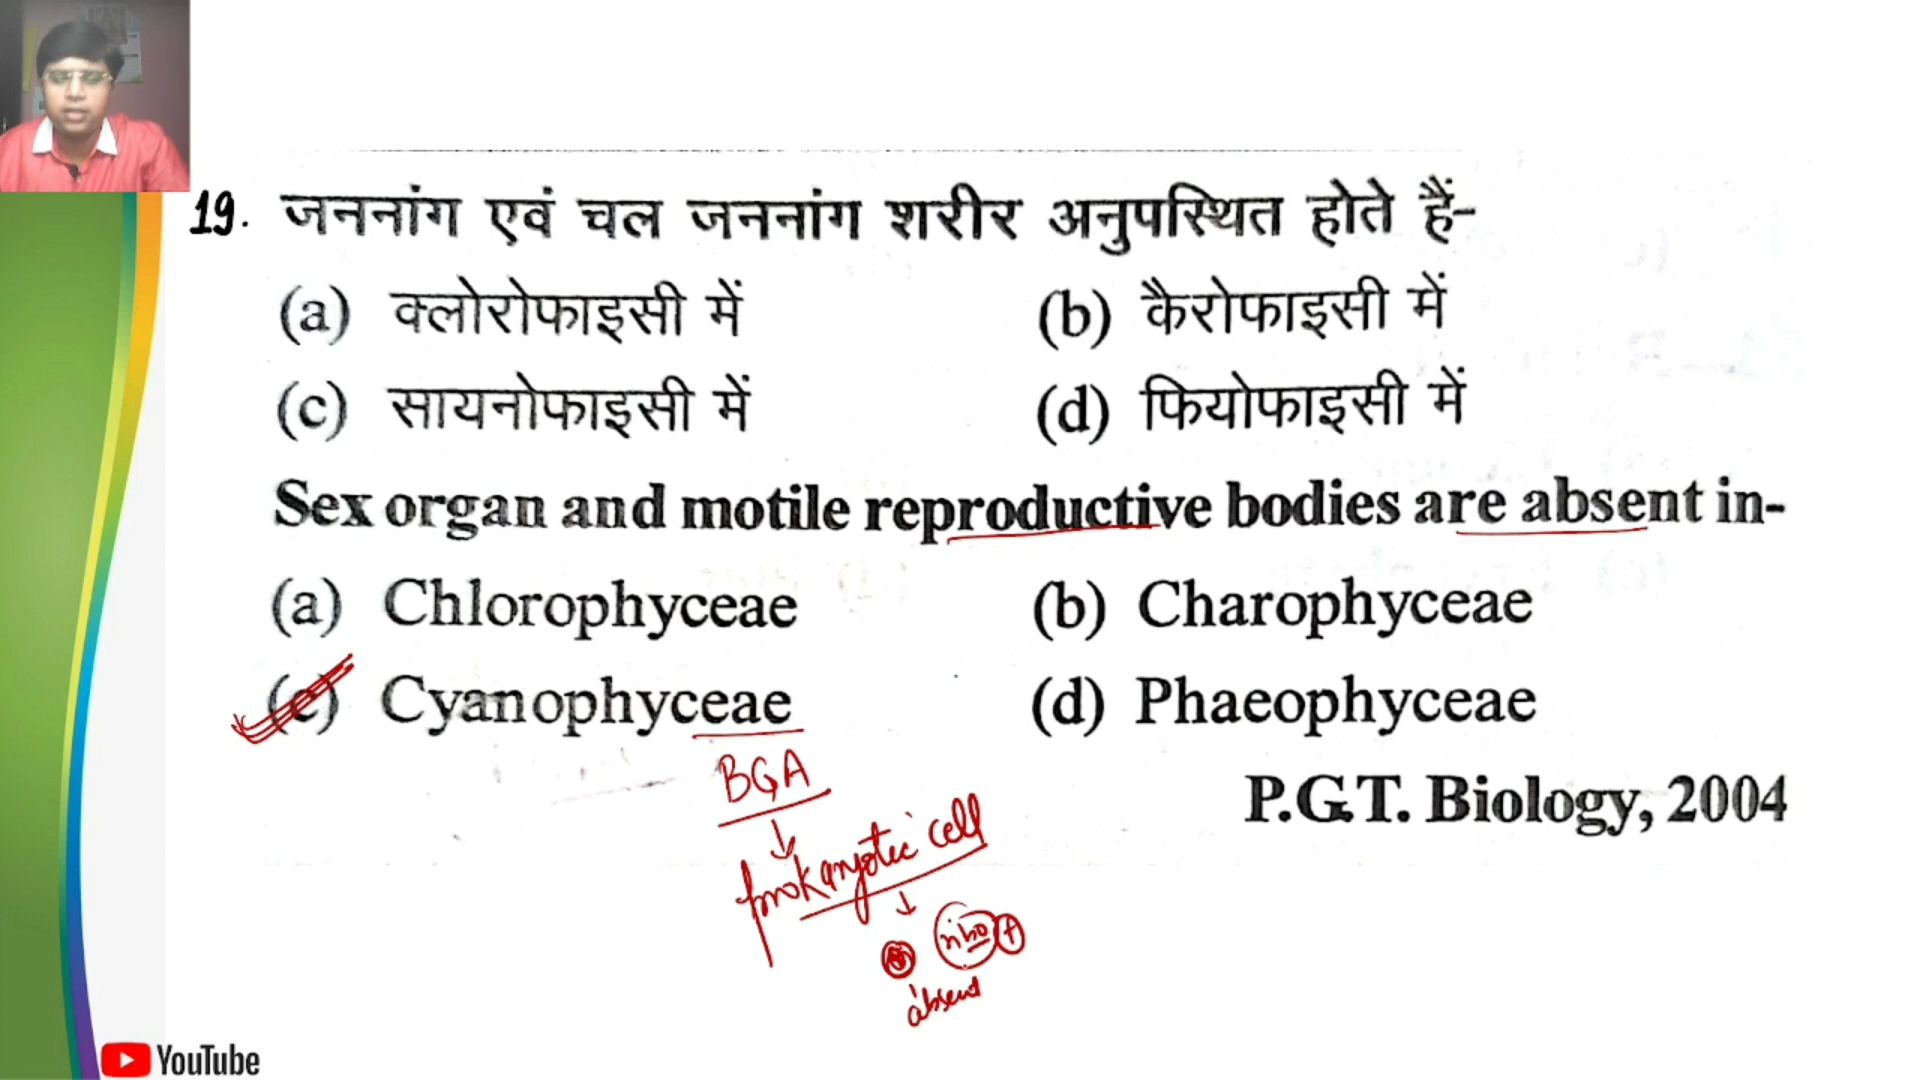 19. जननांग एवं चल जननांग शरीर अनुपस्थित होते हैं-
(a) क्लोरोफाइसी में (b) कैरोफाइसी में
(c) सायनोफाइसी में (d) फियोफाइसी में
Sex organ and motile reproductive bodies are absent in-
(a) Chlorophyceae (b) Charophyceae
(c) Cyanophyceae (d) Phaeophyceae
BGA
P.G.T. Biology, 2004
prokaryotic cell
ribo +
absent
YouTube